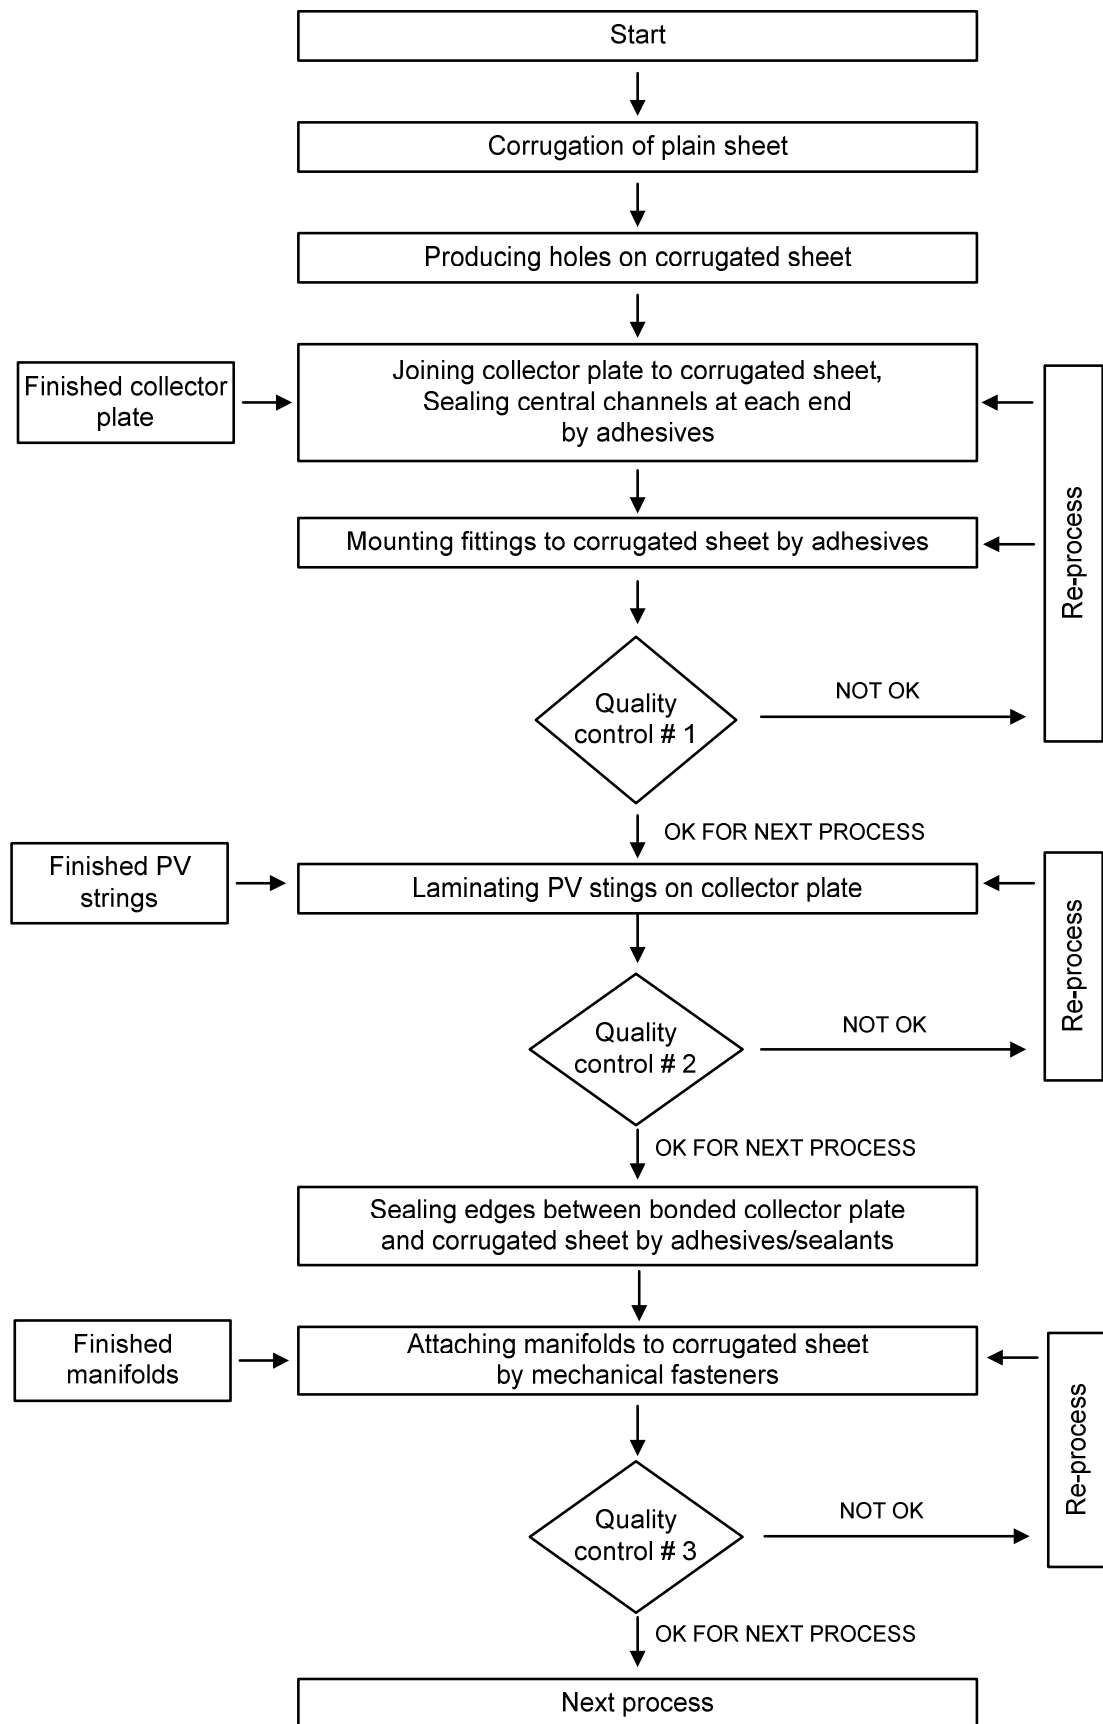 Start
Corrugation of plain sheet
Producing holes on corrugated sheet
Finished collector
plate
Joining collector plate to corrugated sheet,
Sealing central channels at each end
by adhesives
Re-process
Mounting fittings to corrugated sheet by adhesives
Quality
control # 1
NOT OK
OK FOR NEXT PROCESS
Finished PV
strings
Laminating PV stings on collector plate
Re-process
Quality
control # 2
NOT OK
OK FOR NEXT PROCESS
Sealing edges between bonded collector plate
and corrugated sheet by adhesives/sealants
Finished
manifolds
Attaching manifolds to corrugated sheet
by mechanical fasteners
Re-process
Quality
control # 3
NOT OK
OK FOR NEXT PROCESS
Next process